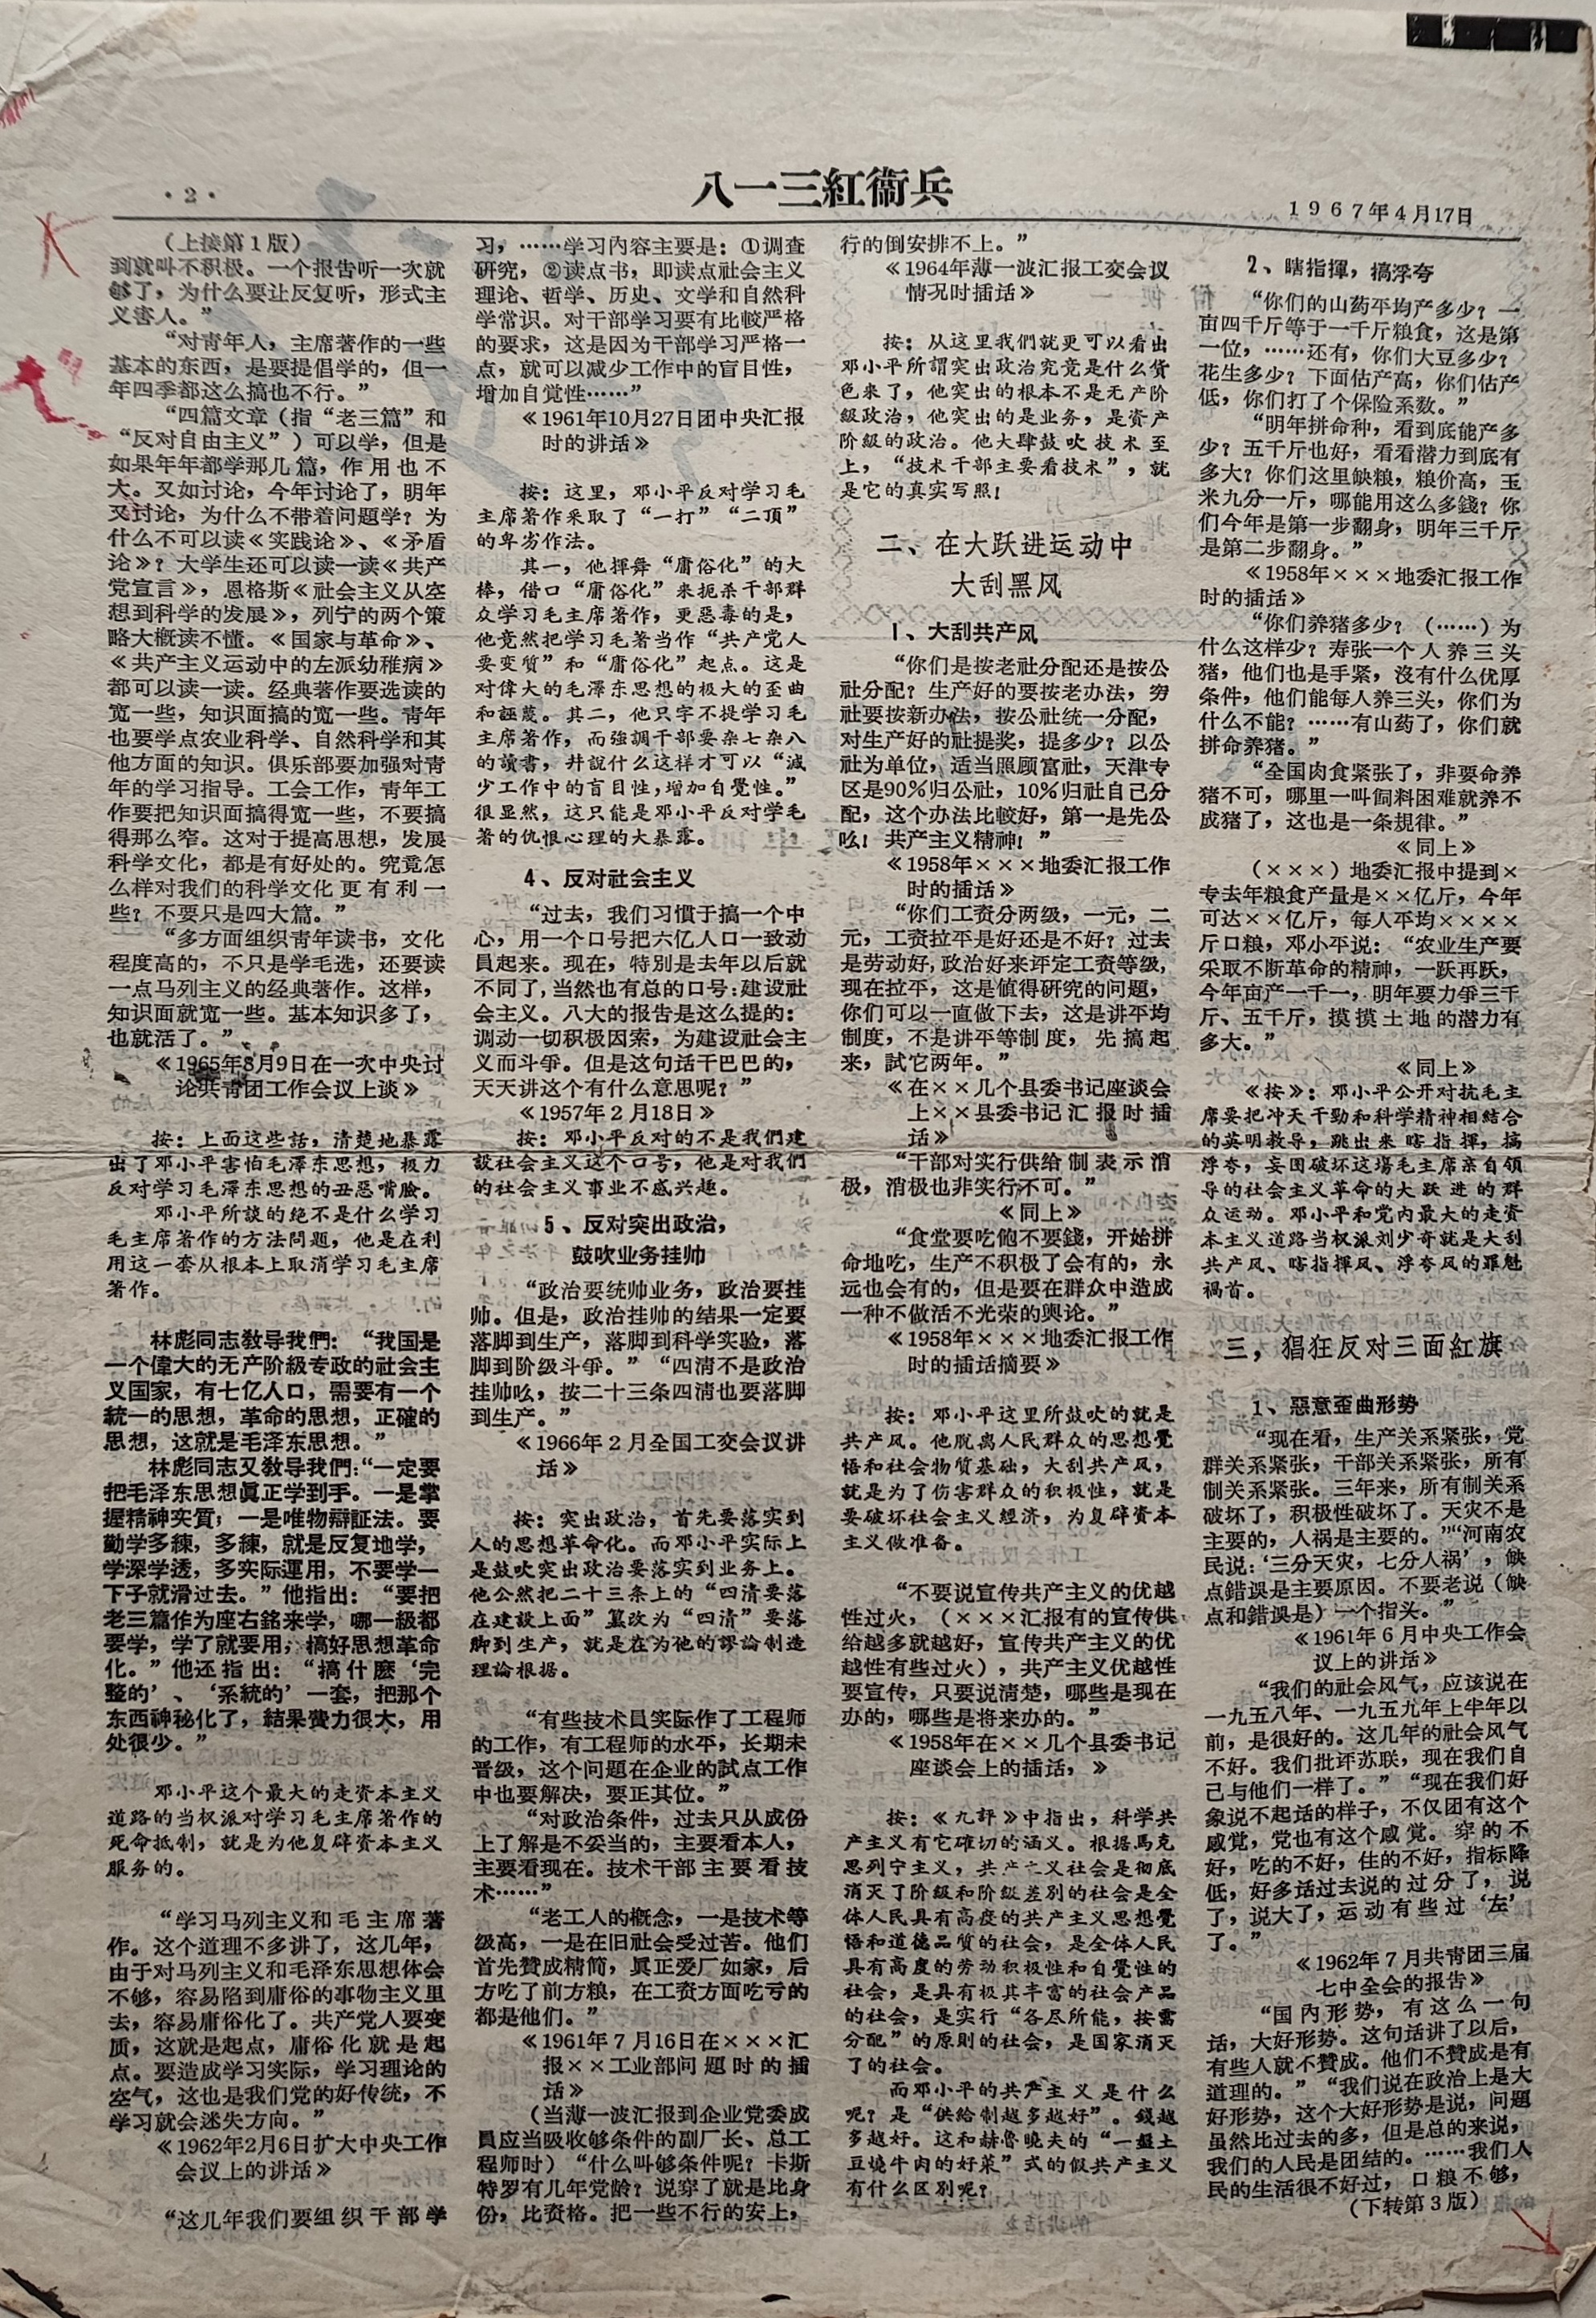 ·2·
八一三紅衞兵
1967年4月17日
（上接第1版）
到就叫不积极。一个报告听一次就
够了，为什么要让反复听，形式主
义害人。”
“对青年人，主席著作的一些
基本的东西，是要提倡学的，但一
年四季都这么搞也不行。”
“四篇文章（指“老三篇”和
“反对自由主义”）可以学，但是
如果年年都学那几篇，作用也不
大。又如讨论，今年讨论了，明年
又讨论，为什么不带着问题学？为
什么不可以读《实践论》、《矛盾
论》？大学生还可以读一读《共产
党宣言》，恩格斯《社会主义从空
想到科学的发展》，列宁的两个策
略大概读不懂。《国家与革命》、
《共产主义运动中的左派幼稚病》
都可以读一读。经典著作要选读的
宽一些，知识面搞的宽一些。青年
也要学点农业科学、自然科学和其
他方面的知识。俱乐部要加强对青
年的学习指导。工会工作，青年工
作要把知识面搞得宽一些，不要搞
得那么窄。这对于提高思想，发展
科学文化，都是有好处的。究竟怎
么样对我们的科学文化更有利一
些？不要只是四大篇。”
“多方面组织青年读书，文化
程度高的，不只是学毛选，还要读
一点马列主义的经典著作。这样，
知识面就宽一些。基本知识多了，
也就活了。”
《1965年8月9日在一次中央讨
论共青团工作会议上谈》
按：上面这些話，清楚地暴露
出了邓小平害怕毛澤东思想，极力
反对学习毛澤东思想的丑惡嘴脸。
邓小平所談的绝不是什么学习
毛主席著作的方法問題，他是在利
用这一套从根本上取消学习毛主席
著作。
林彪同志敎导我們：“我国是
一个偉大的无产阶級专政的社会主
义国家，有七亿人口，需要有一个
統一的思想，革命的思想，正確的
思想，这就是毛泽东思想。”
林彪同志又敎导我們：“一定要
把毛泽东思想眞正学到手。一是掌
握精神实質；一是唯物辯証法。要
勤学多練，多練，就是反复地学，
学深学透，多实际運用，不要学一
下子就滑过去。”他指出：“要把
老三篇作为座右銘来学，哪一級都
要学，学了就要用，搞好思想革命
化。”他还指出：“搞什麽‘完
整的’、‘系統的’一套，把那个
东西神秘化了，結果費力很大，用
处很少。”
邓小平这个最大的走资本主义
道路的当权派对学习毛主席著作的
死命抵制，就是为他复辟资本主义
服务的。
“学习马列主义和毛主席著
作。这个道理不多讲了，这几年，
由于对马列主义和毛泽东思想体会
不够，容易陷到庸俗的事物主义里
去，容易庸俗化了。共产党人要变
质，这就是起点，庸俗化就是起
点。要造成学习实际，学习理论的
空气，这也是我们党的好传统，不
学习就会迷失方向。”
《1962年2月6日扩大中央工作
会议上的讲话》
“这几年我们要组织干部学
习，……学习內容主要是：①调查
研究，②读点书，即读点社会主义
理论、哲学、历史、文学和自然科
学常识。对干部学习要有比較严格
的要求，这是因为干部学习严格一
点，就可以减少工作中的盲目性，
增加自觉性……”
《1961年10月27日团中央汇报
时的讲话》
按：这里，邓小平反对学习毛
主席著作采取了“一打”“二頂”
的卑劣作法。
其一，他揮舞“庸俗化”的大
棒，借口“庸俗化”来扼杀干部群
众学习毛主席著作，更惡毒的是，
他竟然把学习毛著当作“共产党人
要变質”和“庸俗化”起点。这是
对偉大的毛澤东思想的极大的歪曲
和誣蔑。其二，他只字不提学习毛
主席著作，而強調干部要杂七杂八
的讀書，幷說什么这样才可以“減
少工作中的盲目性，增加自覺性。”
很显然，这只能是邓小平反对学毛
著的仇恨心理的大暴露。
4、反对社会主义
“过去，我们习慣于搞一个中
心，用一个口号把六亿人口一致动
員起来。现在，特别是去年以后就
不同了，当然也有总的口号：建设社
会主义。八大的报告是这么提的：
调动一切积极因索，为建设社会主
义而斗爭。但是这句话干巴巴的，
天天讲这个有什么意思呢？”
《1957年2月18日》
按：邓小平反对的不是我們建
設社会主义这个口号，他是对我們
的社会主义事业不感兴趣。
5、反对突出政治，
鼓吹业务挂帅
“政治要统帅业务，政治要挂
帅。但是，政治挂帅的结果一定要
落脚到生产，落脚到科学实验，落
脚到阶级斗爭。”“四清不是政治
挂帅吆，按二十三条四清也要落脚
到生产。”
《1966年2月全国工交会议讲
话》
按：突出政治，首先要落实到
人的思想革命化。而邓小平实际上
是鼓吹突出政治要落实到业务上。
他公然把二十三条上的“四清要落
在建設上面”篡改为“四清”要落
脚到生产，就是在为祂的謬論制造
理論根据。
“有些技术員实际作了工程师
的工作，有工程师的水平，长期未
晋级，这个问题在企业的試点工作
中也要解决，要正其位。”
“对政治条件，过去只从成份
上了解是不妥当的，主要看本人，
主要看现在。技术干部主要看技
术……”
“老工人的概念，一是技术等
级高，一是在旧社会受过苦。他们
首先赞成精简，眞正爱厂如家，后
方吃了前方粮，在工资方面吃亏的
都是他们。”
《1961年7月16日在×××汇
报××工业部问题时的插
话》
（当薄一波汇报到企业党委成
員应当吸收够条件的副厂长、总工
程师时）“什么叫够条件呢？卡斯
特罗有几年党龄？说穿了就是比身
份，比资格。把一些不行的安上，
行的倒安排不上。”
《1964年薄一波汇报工交会议
情况时插话》
按：从这里我們就更可以看出
邓小平所謂突出政治究竟是什么貨
色来了，他突出的根本不是无产阶
級政治，他突出的是业务，是资产
阶級的政治。他大肆鼓吹技术至
上，“技术干部主要看技术”，就
是它的真实写照！
二、在大跃进运动中
大刮黑风
1、大刮共产风
“你们是按老社分配还是按公
社分配？生产好的要按老办法，穷
社要按新办法，按公社统一分配，
对生产好的社提奖，提多少？以公
社为单位，适当照顾富社，天津专
区是90％归公社，10％归社自己分
配，这个办法比較好，第一是先公
吆！共产主义精神！”
《1958年×××地委汇报工作
时的插话》
“你们工资分两级，一元，二
元，工资拉平是好还是不好？过去
是劳动好，政治好来评定工资等级，
现在拉平，这是値得研究的问题，
你们可以一直做下去，这是讲平均
制度，不是讲平等制度，先搞起
来，試它两年。”
《在××几个县委书记座谈会
上××县委书记汇报时插
话》
“干部对实行供给制表示消
极，消极也非实行不可。”
《同上》
“食堂要吃飽不要錢，开始拼
命地吃，生产不积极了会有的，永
远也会有的，但是要在群众中造成
一种不做活不光荣的舆论。”
《1958年×××地委汇报工作
时的插话摘要》
按：邓小平这里所鼓吹的就是
共产风。他脫离人民群众的思想覺
悟和社会物質基础，大刮共产风，
就是为了伤害群众的积极性，就是
要破坏社会主义經济，为复辟资本
主义做准备。
“不要说宣传共产主义的优越
性过火，（×××汇报有的宣传供
给越多就越好，宣传共产主义的优
越性有些过火），共产主义优越性
要宣传，只要说清楚，哪些是现在
办的，哪些是将来办的。”
《1958年在××几个县委书记
座谈会上的插话，》
按：《九評》中指出，科学共
产主义有它確切的涵义。根据馬克
思列宁主义，共产主义社会是彻底
消灭了阶級和阶級差别的社会是全
体人民具有高度的共产主义思想覺
悟和道德品質的社会，是全体人民
具有高度的劳动积极性和自覺性的
社会，是具有极其丰富的社会产品
的社会，是实行“各尽所能，按需
分配”的原則的社会，是国家消灭
了的社会。
而邓小平的共产主义是什么
呢？是“供給制越多越好”。錢越
多越好。这和赫鲁曉夫的“一盤土
豆燒牛肉的好菜”式的假共产主义
有什么区别呢？
2、瞎指揮，搞浮夸
“你们的山药平均产多少？一
亩四千斤等于一千斤粮食，这是第
一位，……还有，你们大豆多少？
花生多少？下面估产高，你们估产
低，你们打了个保险系数。”
“明年拼命种，看到底能产多
少？五千斤也好，看看潜力到底有
多大？你们这里缺粮，粮价高，玉
米九分一斤，哪能用这么多錢？你
们今年是第一步翻身，明年三千斤
是第二步翻身。”
《1958年×××地委汇报工作
时的插话》
“你们养猪多少？（……）为
什么这样少？寿张一个人养三头
猪，他们也是手紧，沒有什么优厚
条件，他们能每人养三头，你们为
什么不能？……有山药了，你们就
拼命养猪。”
“全国肉食紧张了，非要命养
猪不可，哪里一叫飼料困难就养不
成猪了，这也是一条规律。”
《同上》
（×××）地委汇报中提到×
专去年粮食产量是××亿斤，今年
可达××亿斤，每人平均××××
斤口粮，邓小平说：“农业生产要
采取不断革命的精神，一跃再跃，
今年亩产一千一，明年要力爭三千
斤、五千斤，摸摸土地的潜力有
多大。”
《同上》
《按》：邓小平公开对抗毛主
席要把冲天干勁和科学精神相結合
的英明教导，跳出来瞎指揮，搞
浮夸，妄图破坏这場毛主席亲自领
导的社会主义革命的大跃进的群
众运动。邓小平和党内最大的走资
本主义道路当权派刘少奇就是大刮
共产风、瞎指揮风、浮夸风的罪魁
祸首。
三，猖狂反对三面紅旗
1、惡意歪曲形势
“现在看，生产关系紧张，党
群关系紧张，干部关系紧张，所有
制关系紧张。三年来，所有制关系
破坏了，积极性破坏了。天灾不是
主要的，人祸是主要的。”“河南农
民说：‘三分天灾，七分人祸’，缺
点錯误是主要原因。不要老说（缺
点和錯误是）一个指头。”
《1961年6月中央工作会
议上的讲话》
“我们的社会风气，应该说在
一九五八年、一九五九年上半年以
前，是很好的。这几年的社会风气
不好。我们批评苏联，现在我们自
己与他们一样了。”“现在我们好
象说不起话的样子，不仅团有这个
感觉，党也有这个感觉。穿的不
好，吃的不好，住的不好，指标降
低，好多话过去说的过分了，说
了，说大了，运动有些过‘左’
了。”
《1962年7月共青团三届
七中全会的报告》
“国內形势，有这么一句
话，大好形势。这句话讲了以后，
有些人就不赞成。他们不赞成是有
道理的。”“我们说在政治上是大
好形势，这个大好形势是说，问题
虽然比过去的多，但是总的来说，
我们的人民是团结的。……我们人
民的生活很不好过，口粮不够，
（下转第3版）